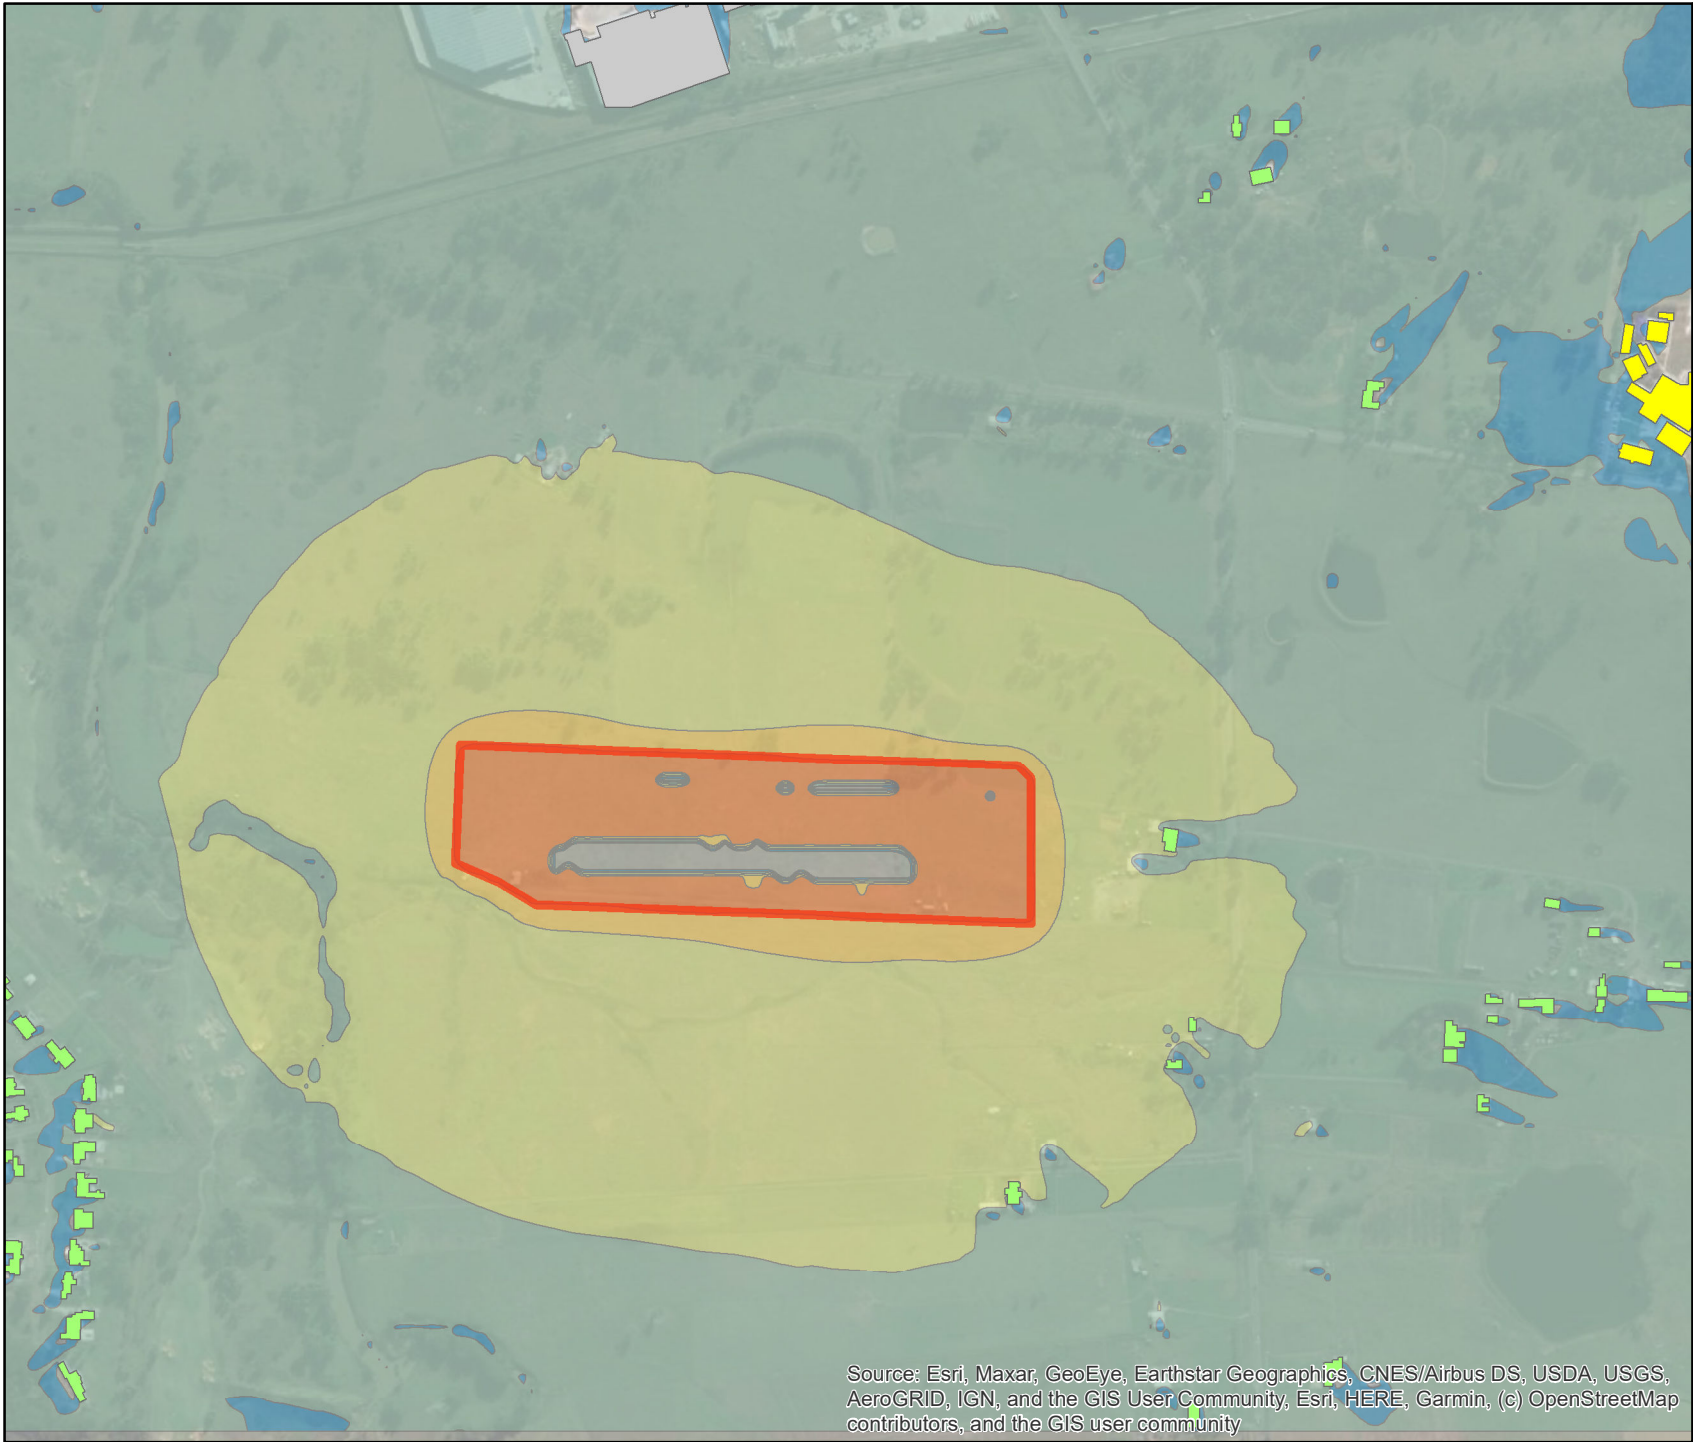 Source: Esri, Maxar, GeoEye, Earthstar Geographics, CNES/Airbus DS, USDA, USGS,
AeroGRID, IGN, and the GIS User Community, Esri, HERE, Garmin, (c) OpenStreetMap
contributors, and the GIS user community